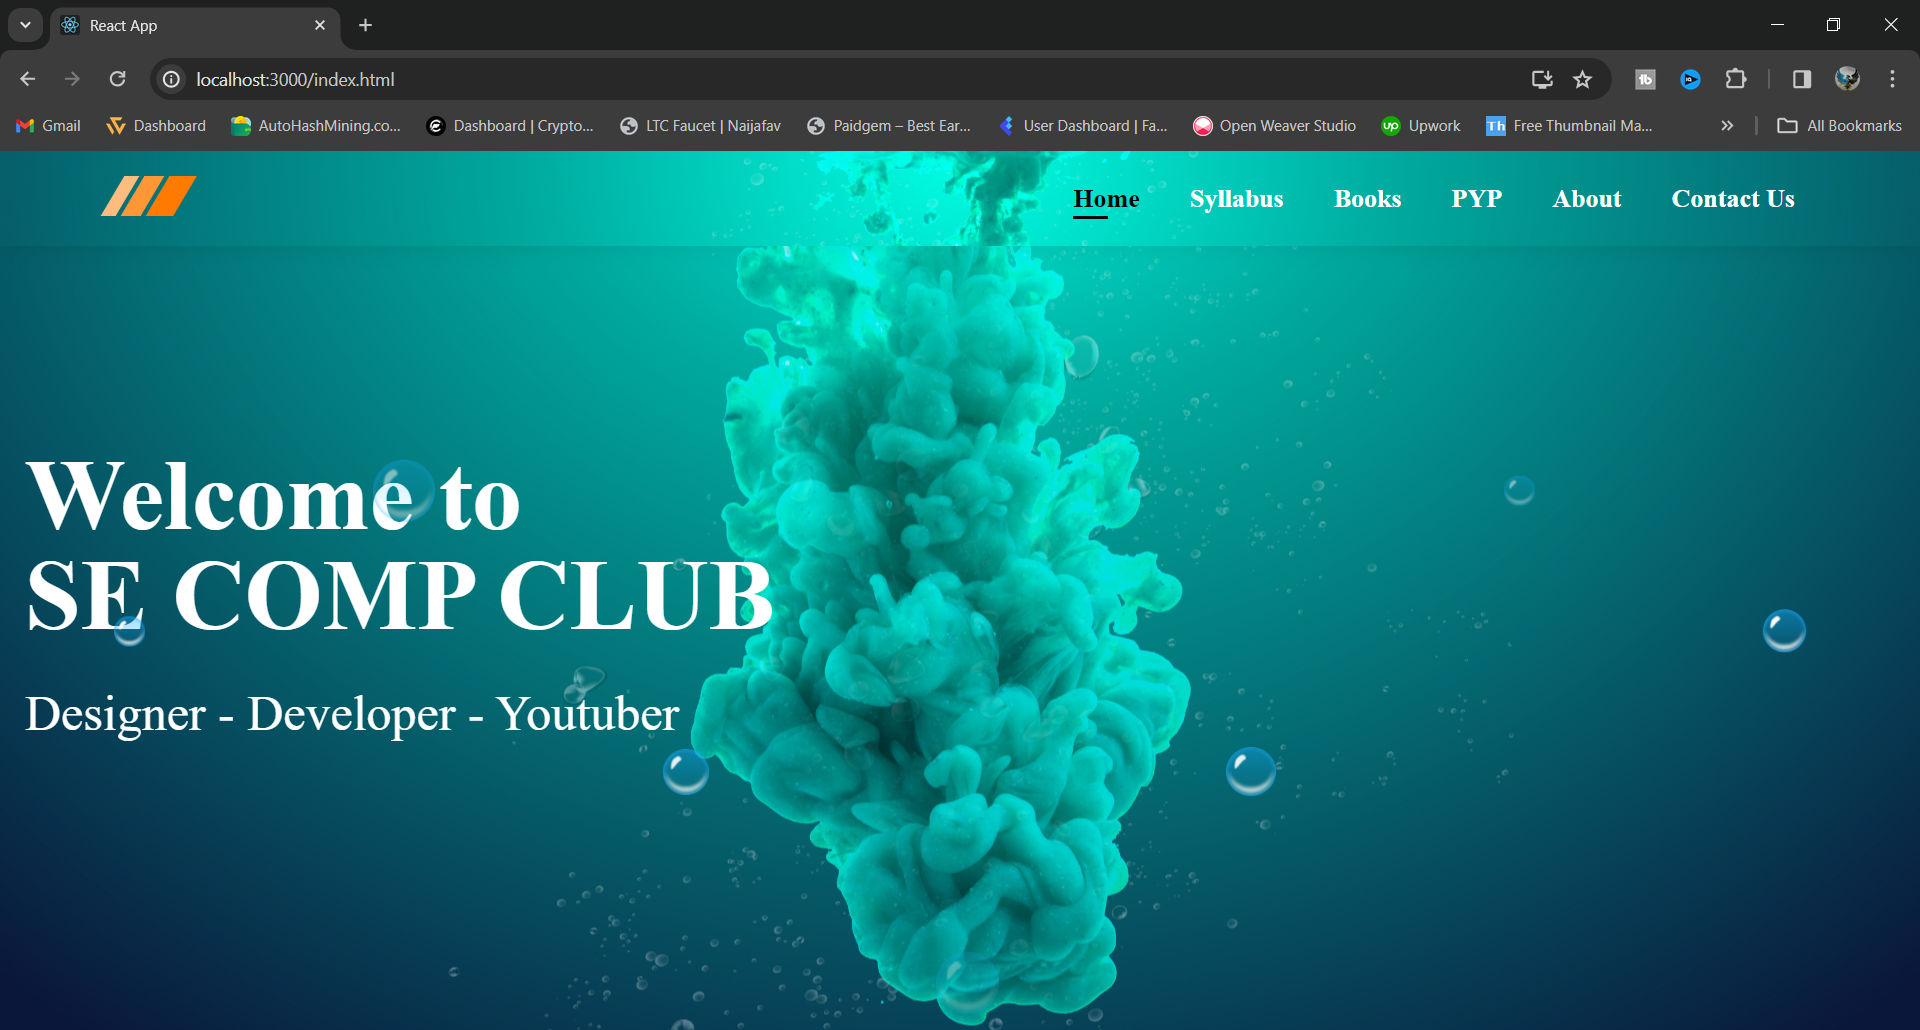 React App
localhost:3000/index.html
Gmail
Dashboard
AutoHashMining.co...
Dashboard | Crypto...
LTC Faucet | Naijafav
Paidgem – Best Ear...
User Dashboard | Fa...
Open Weaver Studio
up
Upwork
Th
Free Thumbnail Ma...
All Bookmarks
Home
Syllabus
Books
PYP
About
Contact Us
Welcome to
SE COMP CLUB
Designer - Developer - Youtuber